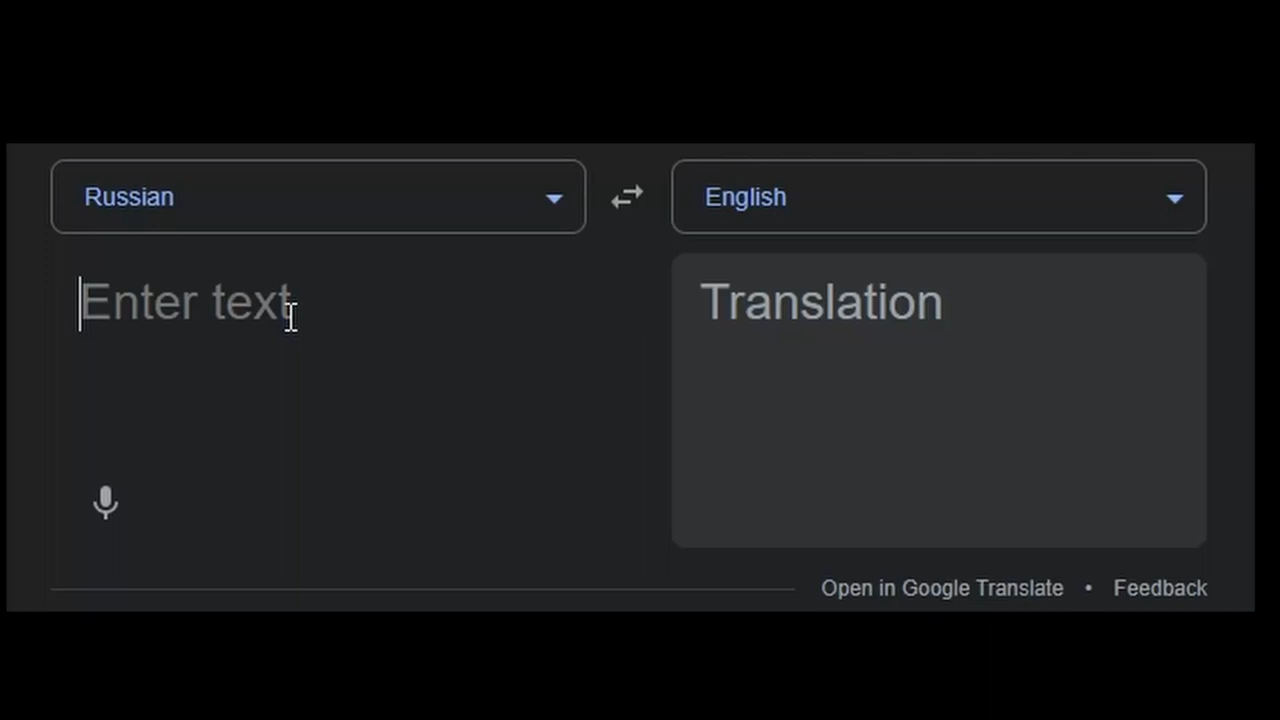 Russian
English
Enter text
Translation
Open in Google Translate • Feedback